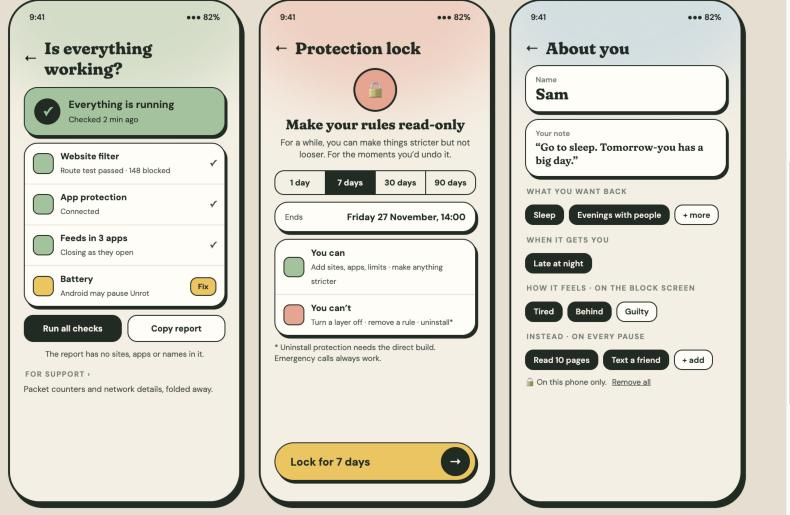 9:41
●●● 82%
← Is everything
working?
✓ Everything is running
Checked 2 min ago
Website filter
Route test passed · 148 blocked ✓
App protection
Connected ✓
Feeds in 3 apps
Closing as they open ✓
Battery
Android may pause Unrot
Fix
Run all checks
Copy report
The report has no sites, apps or names in it.
FOR SUPPORT ›
Packet counters and network details, folded away.
9:41
●●● 82%
← Protection lock
Make your rules read-only
For a while, you can make things stricter but not
looser. For the moments you’d undo it.
1 day
7 days
30 days
90 days
Ends
Friday 27 November, 14:00
You can
Add sites, apps, limits · make anything
stricter
You can’t
Turn a layer off · remove a rule · uninstall*
* Uninstall protection needs the direct build.
Emergency calls always work.
Lock for 7 days →
9:41
●●● 82%
← About you
Name
Sam
Your note
“Go to sleep. Tomorrow-you has a
big day.”
WHAT YOU WANT BACK
Sleep
Evenings with people
+ more
WHEN IT GETS YOU
Late at night
HOW IT FEELS · ON THE BLOCK SCREEN
Tired
Behind
Guilty
INSTEAD · ON EVERY PAUSE
Read 10 pages
Text a friend
+ add
🔒 On this phone only. Remove all